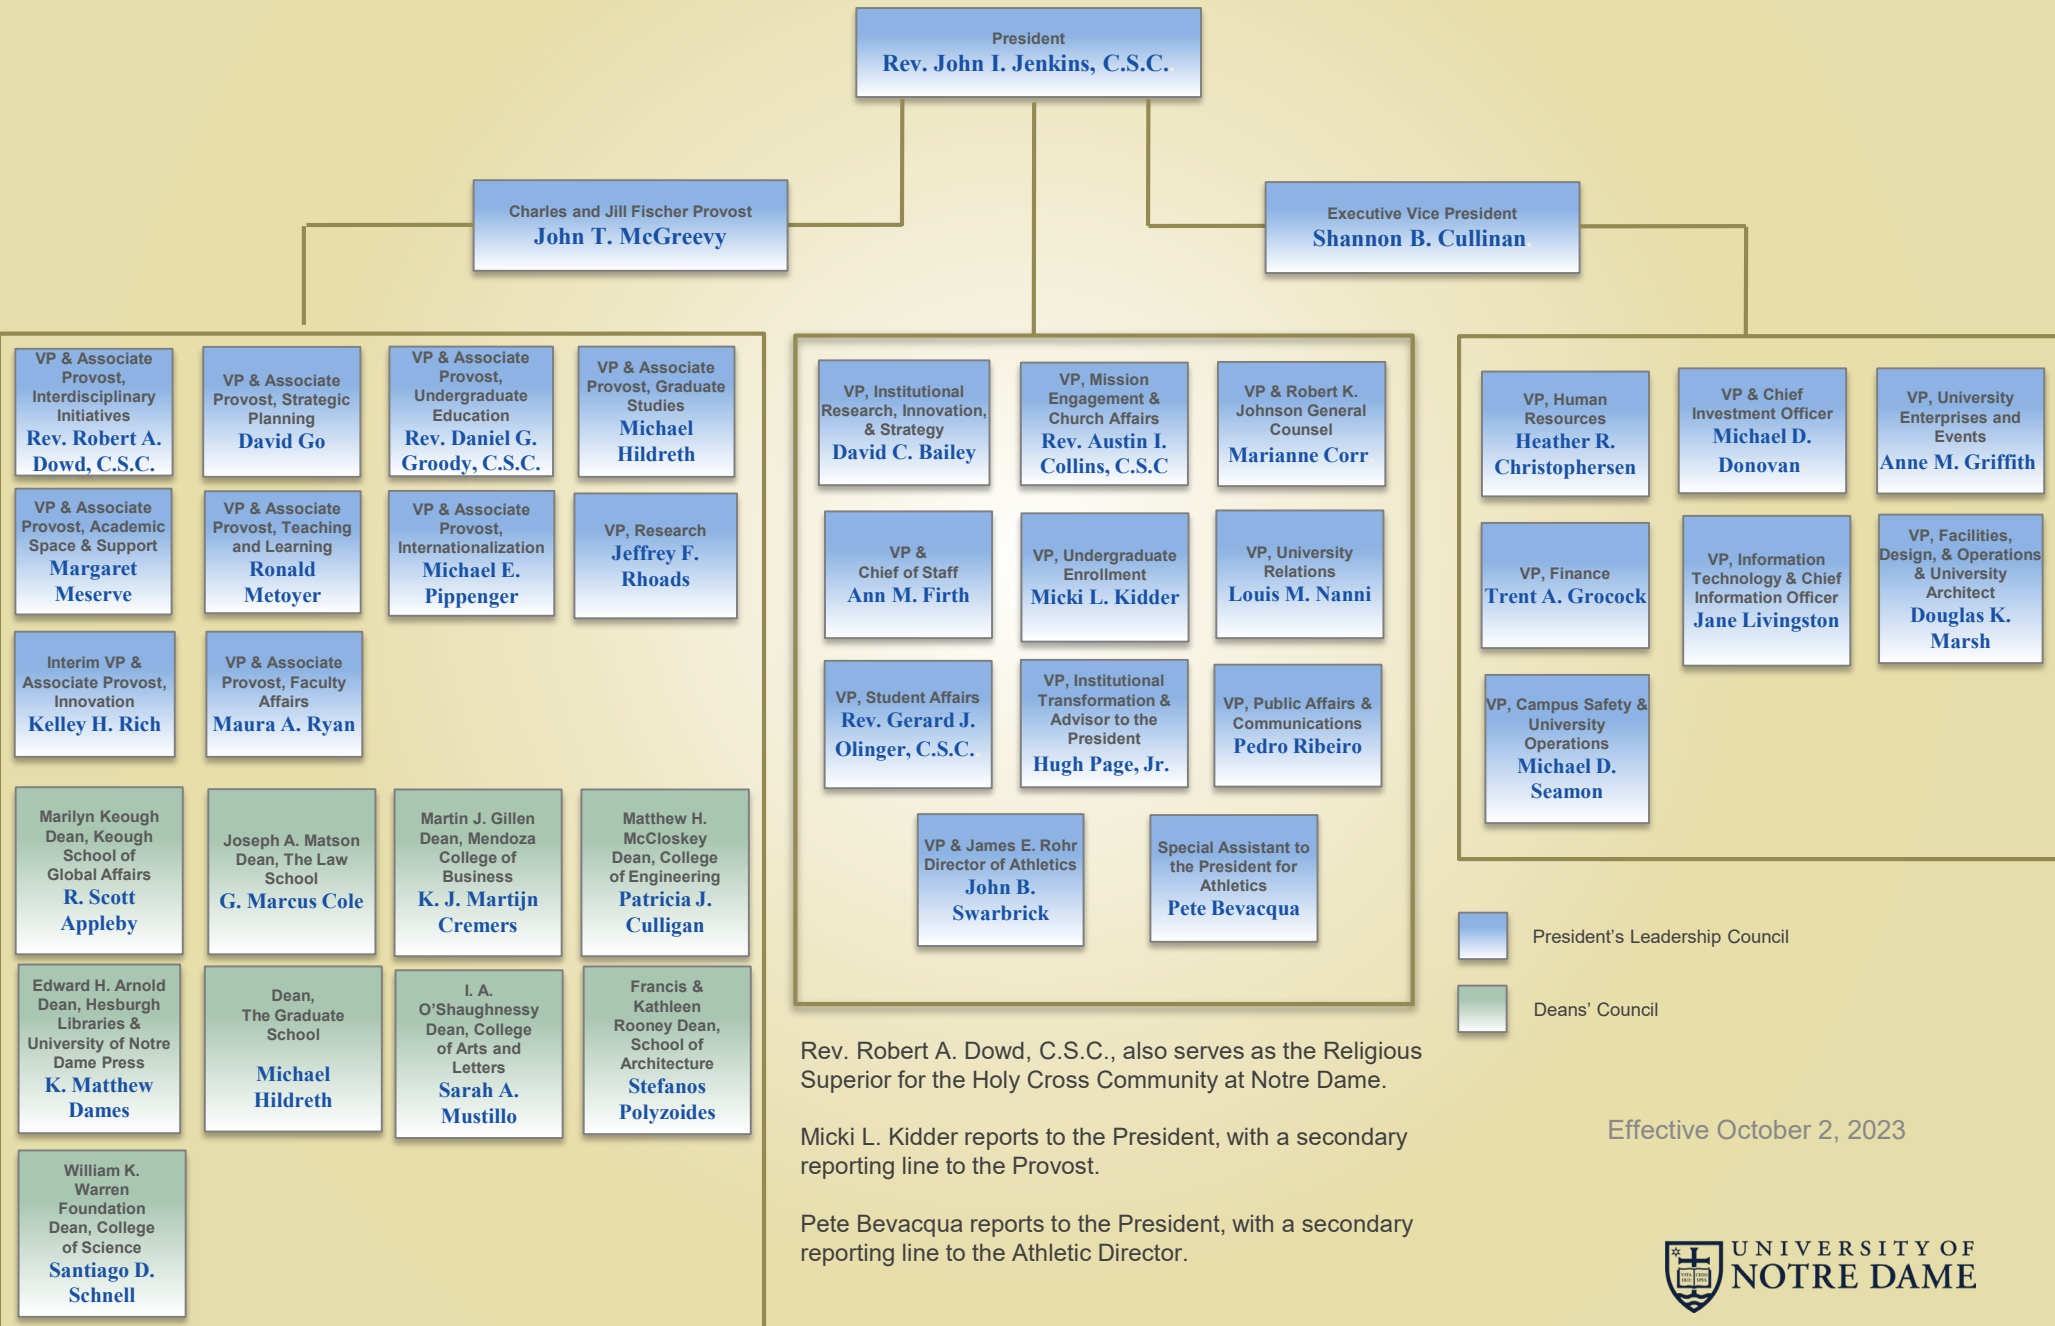 President
Rev. John I. Jenkins, C.S.C.
Charles and Jill Fischer Provost
John T. McGreevy
Executive Vice President
Shannon B. Cullinan.
VP & Associate
Provost,
Interdisciplinary
Initiatives
Rev. Robert A.
Dowd, C.S.C.
VP & Associate
Provost, Strategic
Planning
David Go
VP & Associate
Provost,
Undergraduate
Education
Rev. Daniel G.
Groody, C.S.C.
VP & Associate
Provost, Graduate
Studies
Michael
Hildreth
VP & Associate
Provost, Academic
Space & Support
Margaret
Meserve
VP & Associate
Provost, Teaching
and Learning
Ronald
Metoyer
VP & Associate
Provost,
Internationalization
Michael E.
Pippenger
VP, Research
Jeffrey F.
Rhoads
Interim VP &
Associate Provost,
Innovation
Kelley H. Rich
VP & Associate
Provost, Faculty
Affairs
Maura A. Ryan
Marilyn Keough
Dean, Keough
School of
Global Affairs
R. Scott
Appleby
Joseph A. Matson
Dean, The Law
School
G. Marcus Cole
Martin J. Gillen
Dean, Mendoza
College of
Business
K. J. Martijn
Cremers
Matthew H.
McCloskey
Dean, College
of Engineering
Patricia J.
Culligan
Edward H. Arnold
Dean, Hesburgh
Libraries &
University of Notre
Dame Press
K. Matthew
Dames
Dean,
The Graduate
School
Michael
Hildreth
I. A.
O'Shaughnessy
Dean, College
of Arts and
Letters
Sarah A.
Mustillo
Francis &
Kathleen
Rooney Dean,
School of
Architecture
Stefanos
Polyzoides
William K.
Warren
Foundation
Dean, College
of Science
Santiago D.
Schnell
VP, Institutional
Research, Innovation,
& Strategy
David C. Bailey
VP, Mission
Engagement &
Church Affairs
Rev. Austin I.
Collins, C.S.C
VP & Robert K.
Johnson General
Counsel
Marianne Corr
VP &
Chief of Staff
Ann M. Firth
VP, Undergraduate
Enrollment
Micki L. Kidder
VP, University
Relations
Louis M. Nanni
VP, Student Affairs
Rev. Gerard J.
Olinger, C.S.C.
VP, Institutional
Transformation &
Advisor to the
President
Hugh Page, Jr.
VP, Public Affairs &
Communications
Pedro Ribeiro
VP & James E. Rohr
Director of Athletics
John B.
Swarbrick
Special Assistant to
the President for
Athletics
Pete Bevacqua
VP, Human
Resources
Heather R.
Christophersen
VP & Chief
Investment Officer
Michael D.
Donovan
VP, University
Enterprises and
Events
Anne M. Griffith
VP, Finance
Trent A. Grocock
VP, Information
Technology & Chief
Information Officer
Jane Livingston
VP, Facilities,
Design, & Operations
& University
Architect
Douglas K.
Marsh
VP, Campus Safety &
University
Operations
Michael D.
Seamon
President's Leadership Council
Deans' Council
Rev. Robert A. Dowd, C.S.C., also serves as the Religious
Superior for the Holy Cross Community at Notre Dame.
Micki L. Kidder reports to the President, with a secondary
reporting line to the Provost.
Pete Bevacqua reports to the President, with a secondary
reporting line to the Athletic Director.
Effective October 2, 2023
UNIVERSITY OF
NOTRE DAME